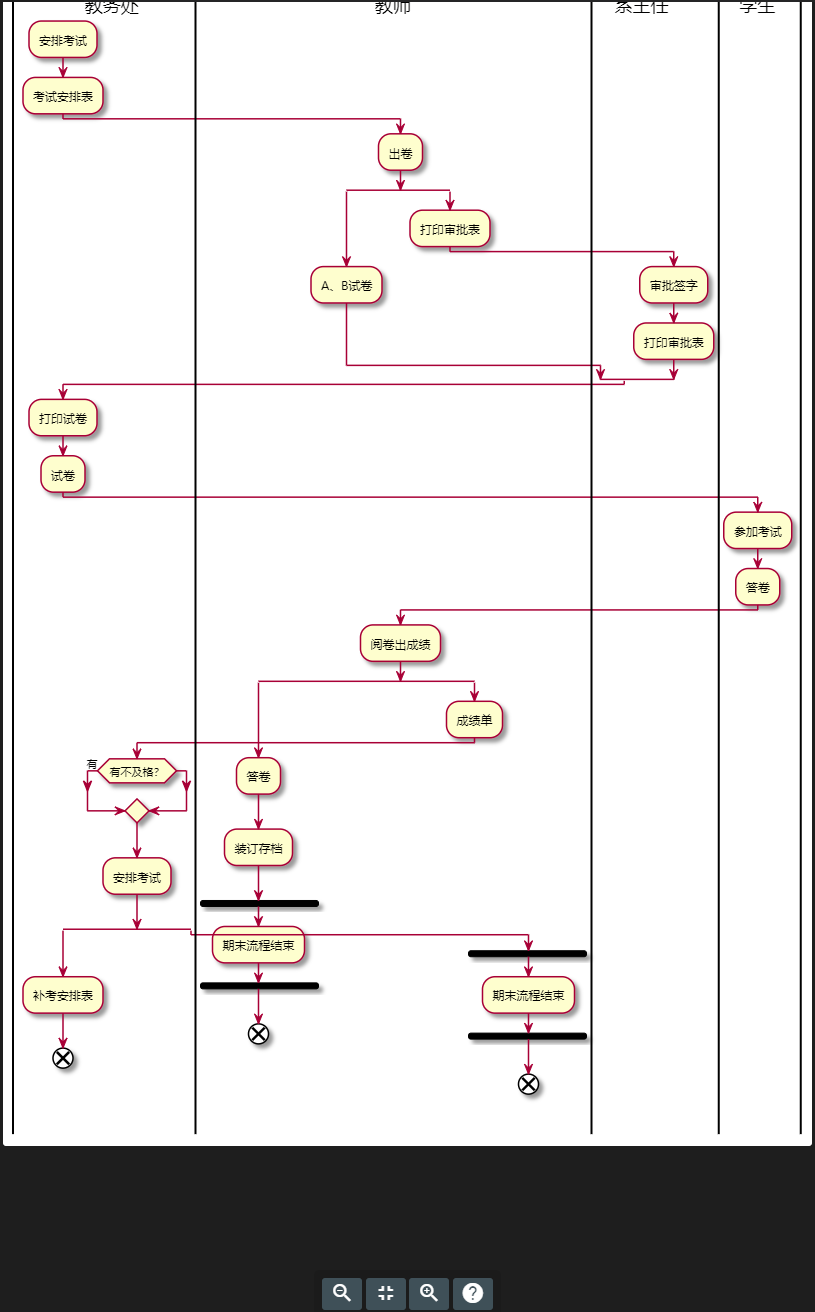 教务处
教师
系主任
学生
安排考试
考试安排表
出卷
打印审批表
A、B试卷
审批签字
打印审批表
打印试卷
试卷
参加考试
答卷
阅卷出成绩
成绩单
有
有不及格?
答卷
装订存档
安排考试
期末流程结束
补考安排表
期末流程结束